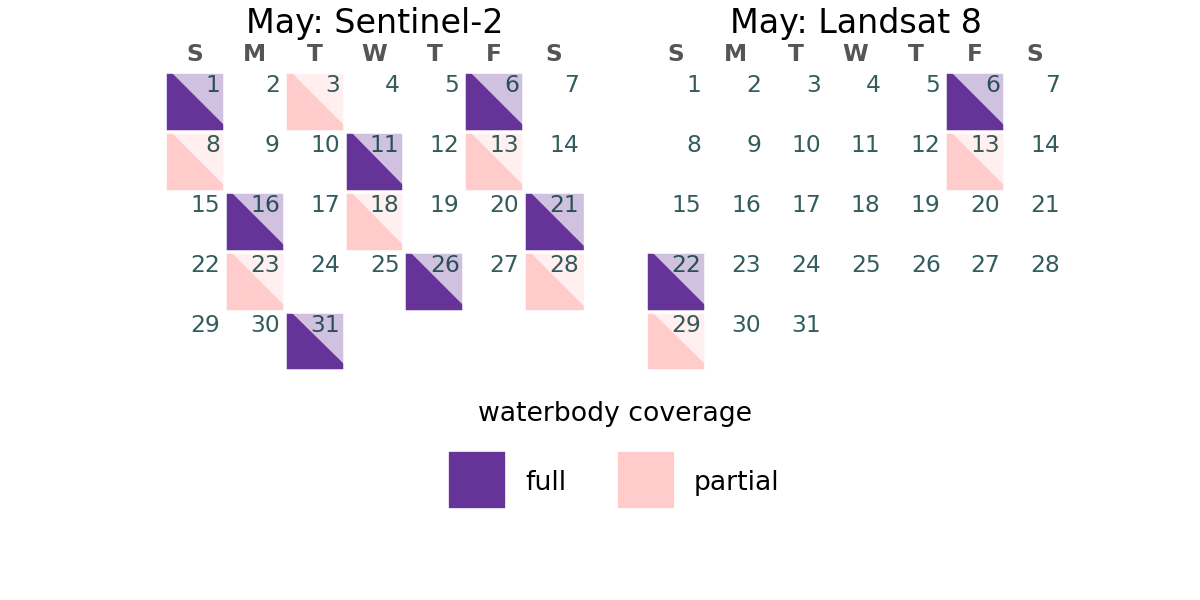 May: Sentinel-2
S M T W T F S
1 2 3 4 5 6 7
8 9 10 11 12 13 14
15 16 17 18 19 20 21
22 23 24 25 26 27 28
29 30 31
May: Landsat 8
S M T W T F S
1 2 3 4 5 6 7
8 9 10 11 12 13 14
15 16 17 18 19 20 21
22 23 24 25 26 27 28
29 30 31
waterbody coverage
full
partial